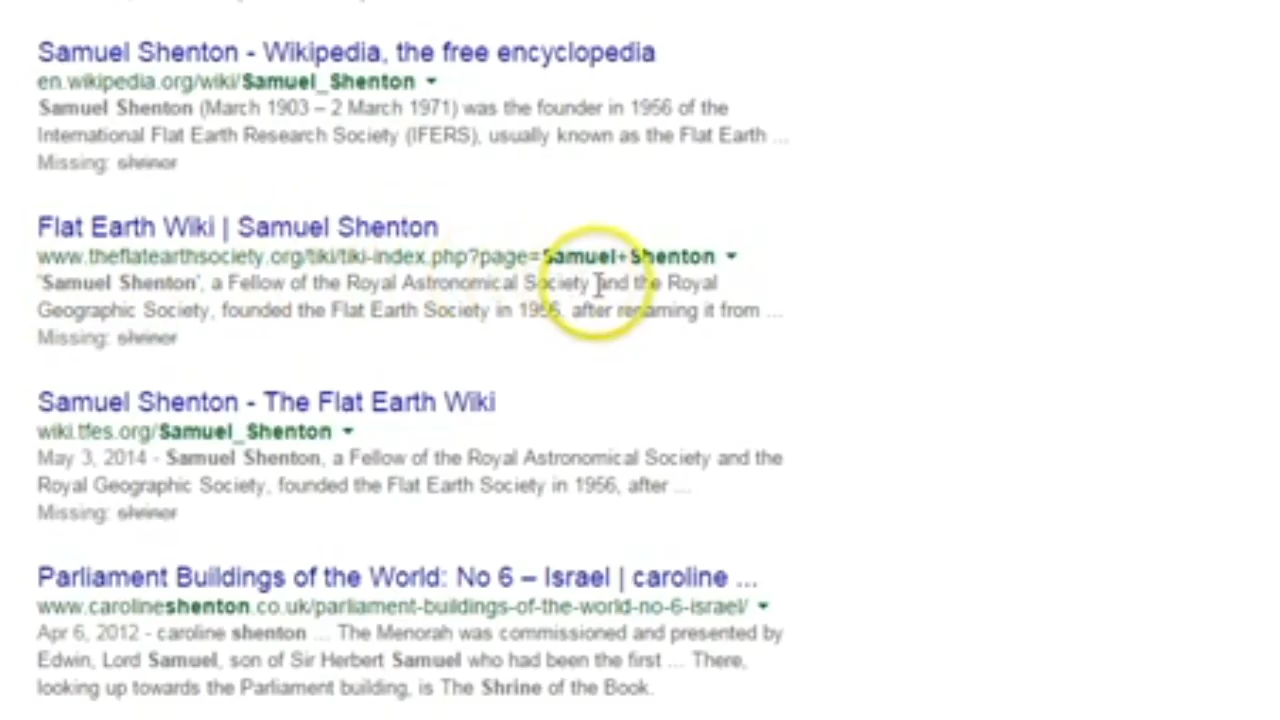 Samuel Shenton - Wikipedia, the free encyclopedia
en.wikipedia.org/wiki/Samuel_Shenton
Samuel Shenton (March 1903 – 2 March 1971) was the founder in 1956 of the
International Flat Earth Research Society (IFERS), usually known as the Flat Earth ...
Missing: shrinor
Flat Earth Wiki | Samuel Shenton
www.theflatearthsociety.org/tiki/tiki-index.php?page=Samuel+Shenton
'Samuel Shenton', a Fellow of the Royal Astronomical Society and the Royal
Geographic Society, founded the Flat Earth Society in 1956, after renaming it from ...
Missing: shrinor
Samuel Shenton - The Flat Earth Wiki
wiki.tfes.org/Samuel_Shenton
May 3, 2014 - Samuel Shenton, a Fellow of the Royal Astronomical Society and the
Royal Geographic Society, founded the Flat Earth Society in 1956, after ...
Missing: shrinor
Parliament Buildings of the World: No 6 – Israel | caroline ...
www.carolineshenton.co.uk/parliament-buildings-of-the-world-no-6-israel/
Apr 6, 2012 - caroline shenton ... The Menorah was commissioned and presented by
Edwin, Lord Samuel, son of Sir Herbert Samuel who had been the first ... There,
looking up towards the Parliament building, is The Shrine of the Book.